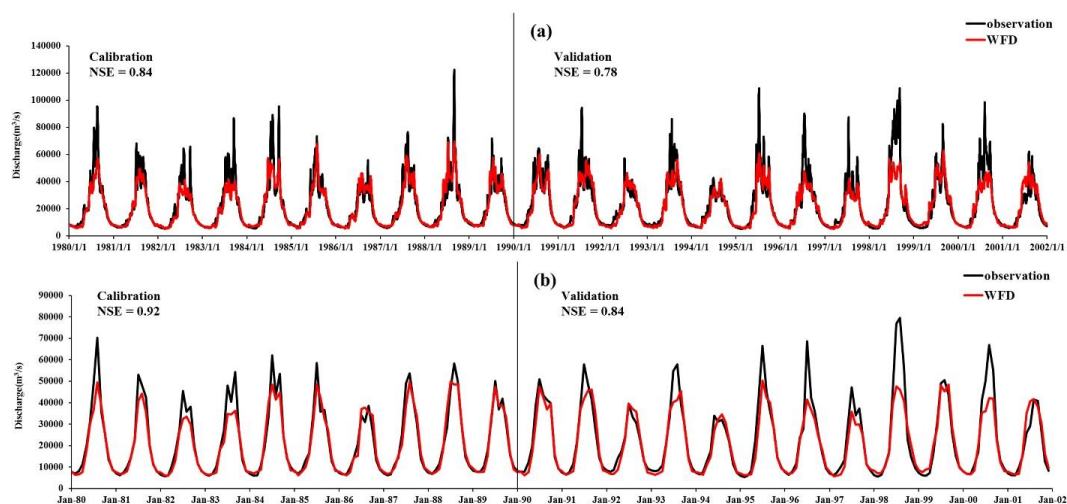 (a)
observation
WFD
Calibration
NSE = 0.84
Validation
NSE = 0.78
Discharge(m³/s)
140000
120000
100000
80000
60000
40000
20000
0
1980/1/1 1981/1/1 1982/1/1 1983/1/1 1984/1/1 1985/1/1 1986/1/1 1987/1/1 1988/1/1 1989/1/1 1990/1/1 1991/1/1 1992/1/1 1993/1/1 1994/1/1 1995/1/1 1996/1/1 1997/1/1 1998/1/1 1999/1/1 2000/1/1 2001/1/1 2002/1/1
(b)
observation
WFD
Calibration
NSE = 0.92
Validation
NSE = 0.84
Discharge(m³/s)
90000
80000
70000
60000
50000
40000
30000
20000
10000
0
Jan-80 Jan-81 Jan-82 Jan-83 Jan-84 Jan-85 Jan-86 Jan-87 Jan-88 Jan-89 Jan-90 Jan-91 Jan-92 Jan-93 Jan-94 Jan-95 Jan-96 Jan-97 Jan-98 Jan-99 Jan-00 Jan-01 Jan-02